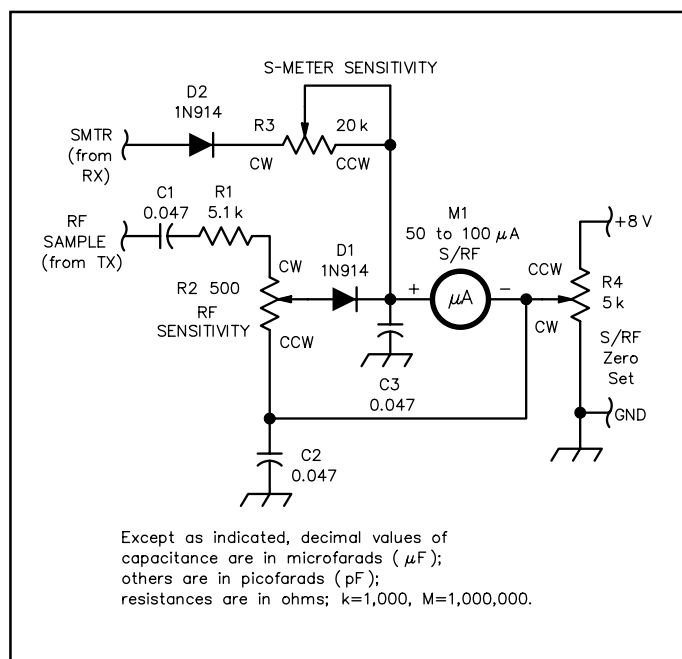 S-METER SENSITIVITY
D2
1N914
R3
20 k
SMTR
(from
RX)
CW
CCW
C1
0.047
R1
5.1 k
M1
50 to 100 μA
S/RF
+8 V
RF
SAMPLE
(from TX)
CW
D1
1N914
CCW
R2 500
RF
SENSITIVITY
+
μA
−
R4
5 k
CW
CCW
S/RF
Zero
Set
C3
0.047
GND
C2
0.047
Except as indicated, decimal values of
capacitance are in microfarads ( μF);
others are in picofarads ( pF);
resistances are in ohms; k=1,000, M=1,000,000.